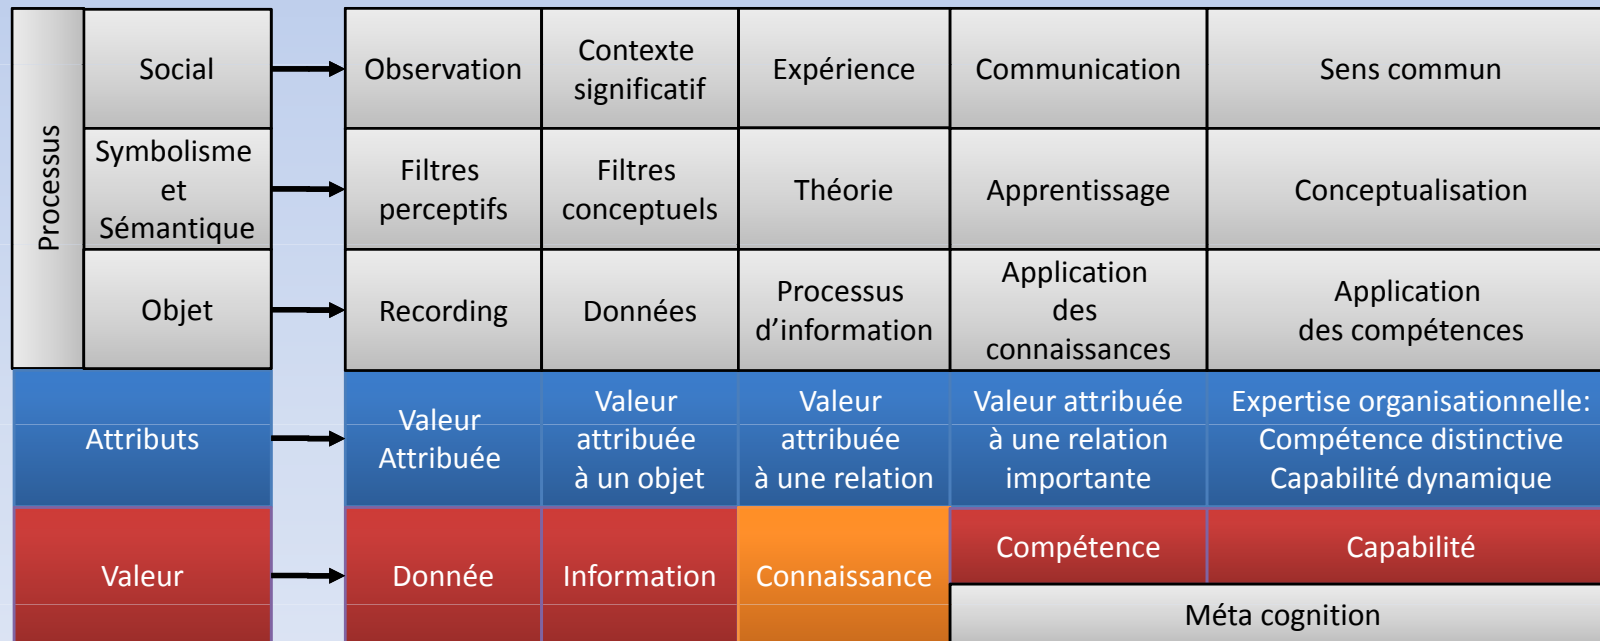 Processus
Social
Observation
Contexte
significatif
Expérience
Communication
Sens commun
Symbolisme
et
Sémantique
Filtres
perceptifs
Filtres
conceptuels
Théorie
Apprentissage
Conceptualisation
Objet
Recording
Données
Processus
d’information
Application
des
connaissances
Application
des compétences
Attributs
Valeur
Attribuée
Valeur
attribuée
à un objet
Valeur
attribuée
à une relation
Valeur attribuée
à une relation
importante
Expertise organisationnelle:
Compétence distinctive
Capabilité dynamique
Valeur
Donnée
Information
Connaissance
Compétence
Capabilité
Méta cognition